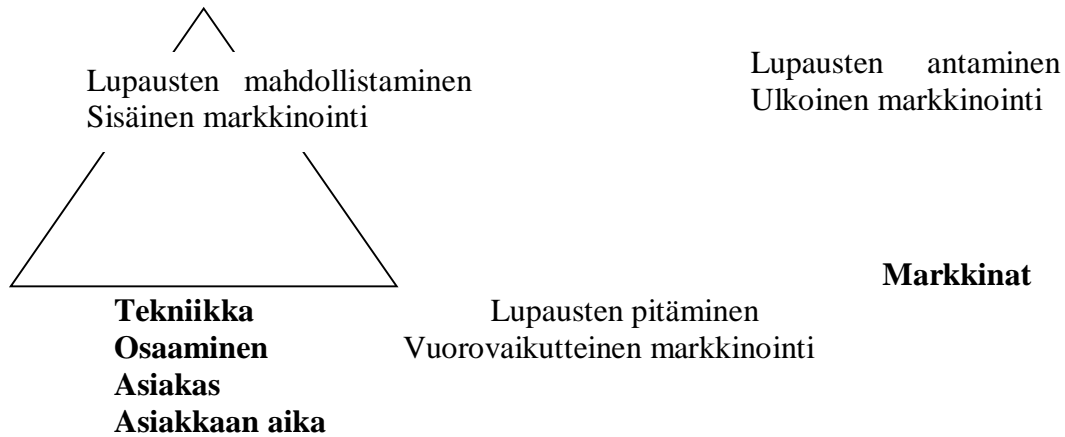 Lupausten mahdollistaminen
Sisäinen markkinointi
Lupausten antaminen
Ulkoinen markkinointi
Markkinat
Tekniikka
Osaaminen
Asiakas
Asiakkaan aika
Lupausten pitäminen
Vuorovaikutteinen markkinointi